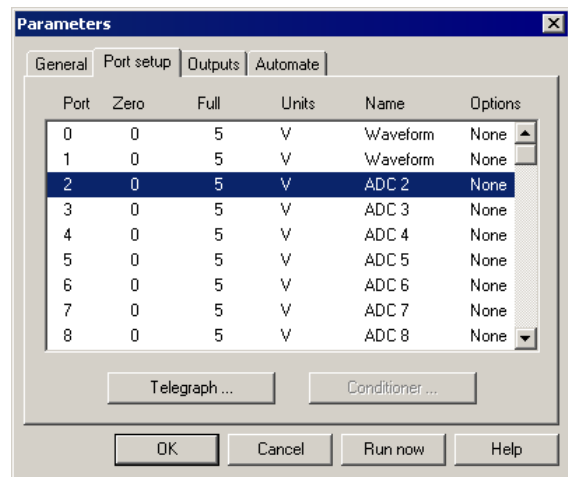 Parameters
General Port setup Outputs Automate
Port Zero Full Units Name Options
0 0 5 V Waveform None
1 0 5 V Waveform None
2 0 5 V ADC 2 None
3 0 5 V ADC 3 None
4 0 5 V ADC 4 None
5 0 5 V ADC 5 None
6 0 5 V ADC 6 None
7 0 5 V ADC 7 None
8 0 5 V ADC 8 None
Telegraph ... Conditioner ...
OK Cancel Run now Help